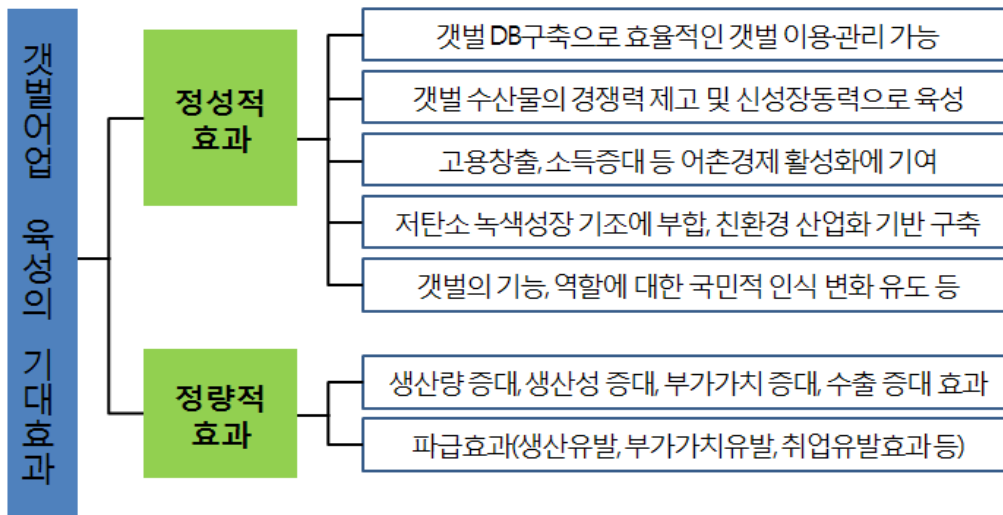 갯벌어업 육성의 기대효과
정성적
효과
갯벌 DB구축으로 효율적인 갯벌 이용·관리 가능
갯벌 수산물의 경쟁력 제고 및 신성장동력으로 육성
고용창출, 소득증대 등 어촌경제 활성화에 기여
저탄소 녹색성장 기조에 부합, 친환경 산업화 기반 구축
갯벌의 기능, 역할에 대한 국민적 인식 변화 유도 등
정량적
효과
생산량 증대, 생산성 증대, 부가가치 증대, 수출 증대 효과
파급효과(생산유발, 부가가치유발, 취업유발효과 등)